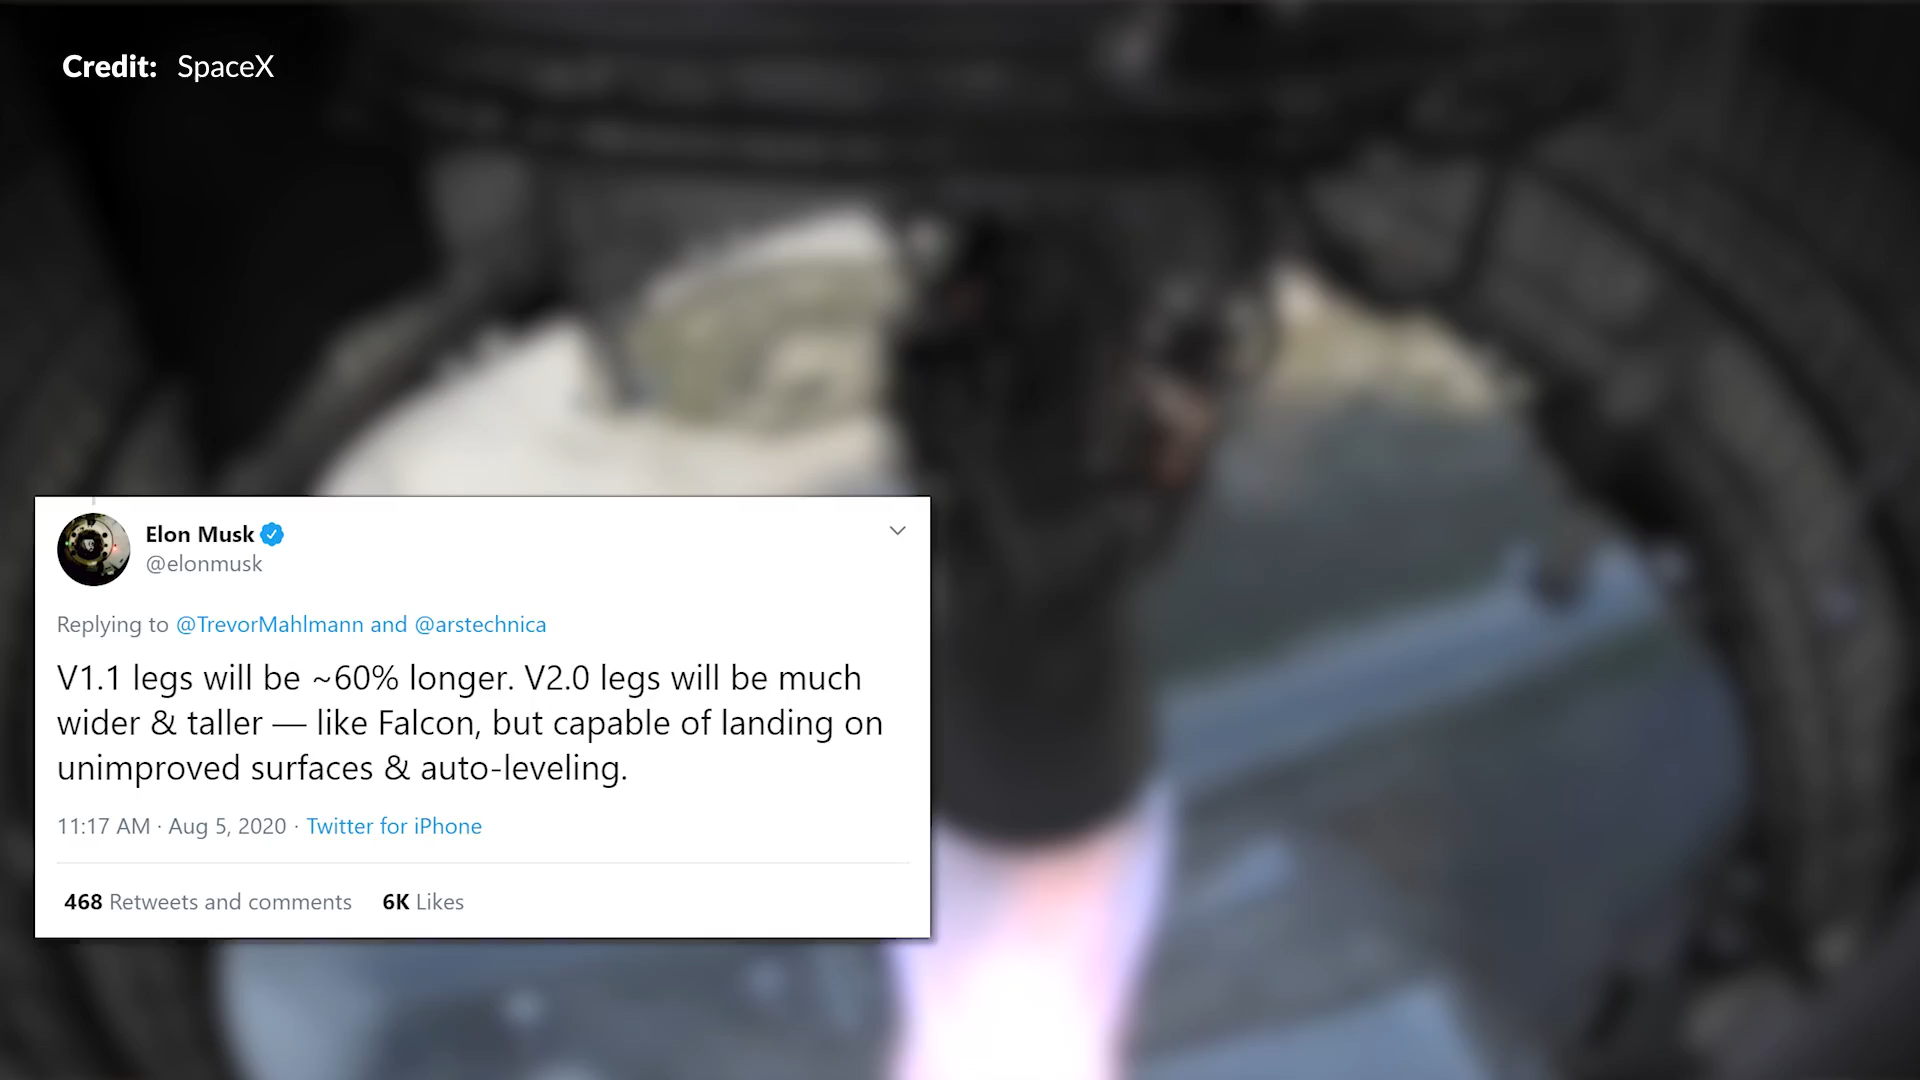 Credit: SpaceX
Elon Musk
@elonmusk
Replying to @TrevorMahlmann and @arstechnica
V1.1 legs will be ~60% longer. V2.0 legs will be much
wider & taller — like Falcon, but capable of landing on
unimproved surfaces & auto-leveling.
11:17 AM · Aug 5, 2020 · Twitter for iPhone
468 Retweets and comments 6K Likes